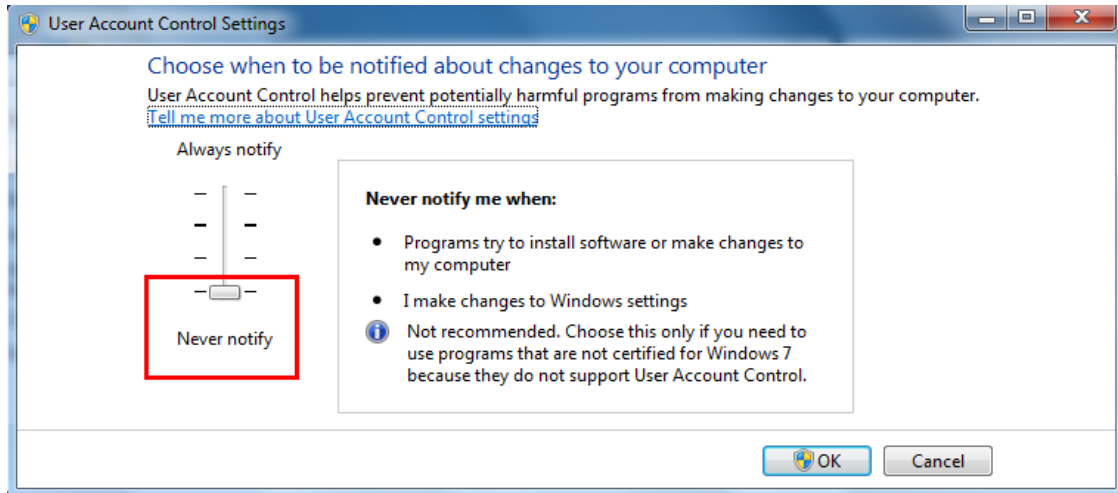 User Account Control Settings
Choose when to be notified about changes to your computer
User Account Control helps prevent potentially harmful programs from making changes to your computer.
Tell me more about User Account Control settings
Always notify
Never notify
Never notify me when:
Programs try to install software or make changes to
my computer
I make changes to Windows settings
Not recommended. Choose this only if you need to
use programs that are not certified for Windows 7
because they do not support User Account Control.
OK
Cancel